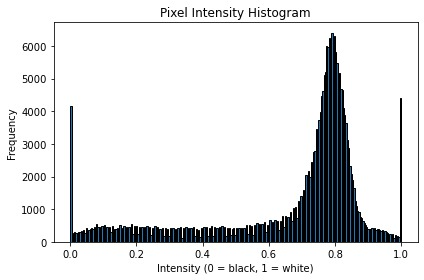 Pixel Intensity Histogram
Frequency
6000
5000
4000
3000
2000
1000
0
0.0 0.2 0.4 0.6 0.8 1.0
Intensity (0 = black, 1 = white)